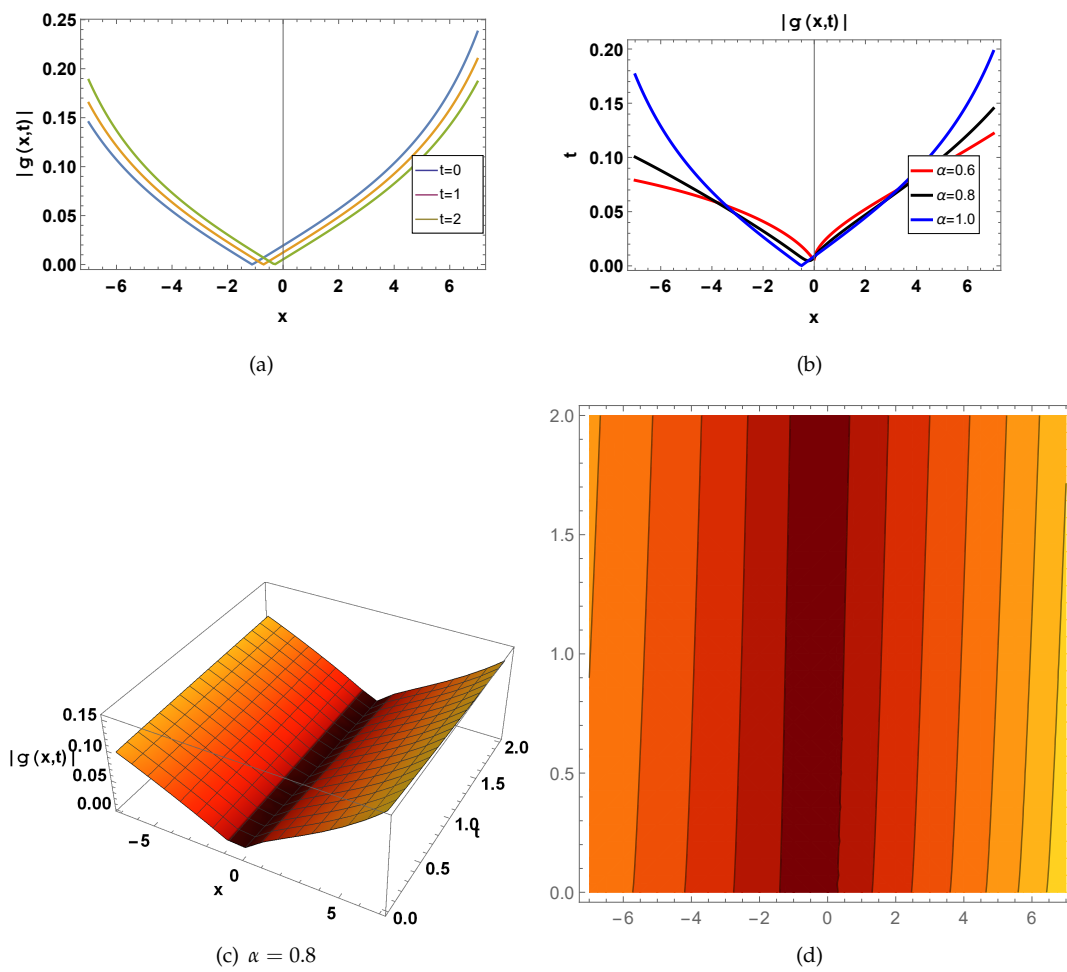 |g(x,t)|
0.25
0.20
0.15
0.10
0.05
0.00
−6 −4 −2 0 2 4 6
x
t=0
t=1
t=2
(a)
|g(x,t)|
0.20
0.15
0.10
0.05
0.00
t
−6 −4 −2 0 2 4 6
x
α=0.6
α=0.8
α=1.0
(b)
0.15
0.10
|g(x,t)|
0.05
0.00
−5
0
5
x
2.0
1.5
1.0
t
0.5
0.0
(c) α = 0.8
2.0
1.5
1.0
0.5
0.0
−6 −4 −2 0 2 4 6
(d)